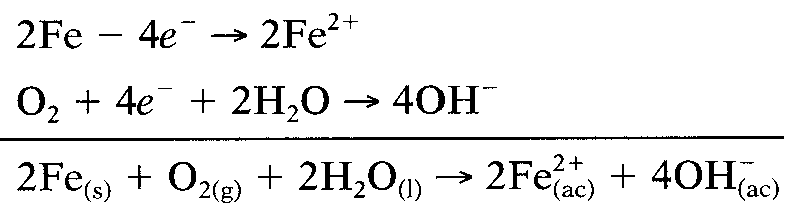 2Fe − 4e⁻ → 2Fe²⁺
O₂ + 4e⁻ + 2H₂O → 4OH⁻
2Fe₍s₎ + O₂₍g₎ + 2H₂O₍l₎ → 2Fe²⁺₍ac₎ + 4OH⁻₍ac₎